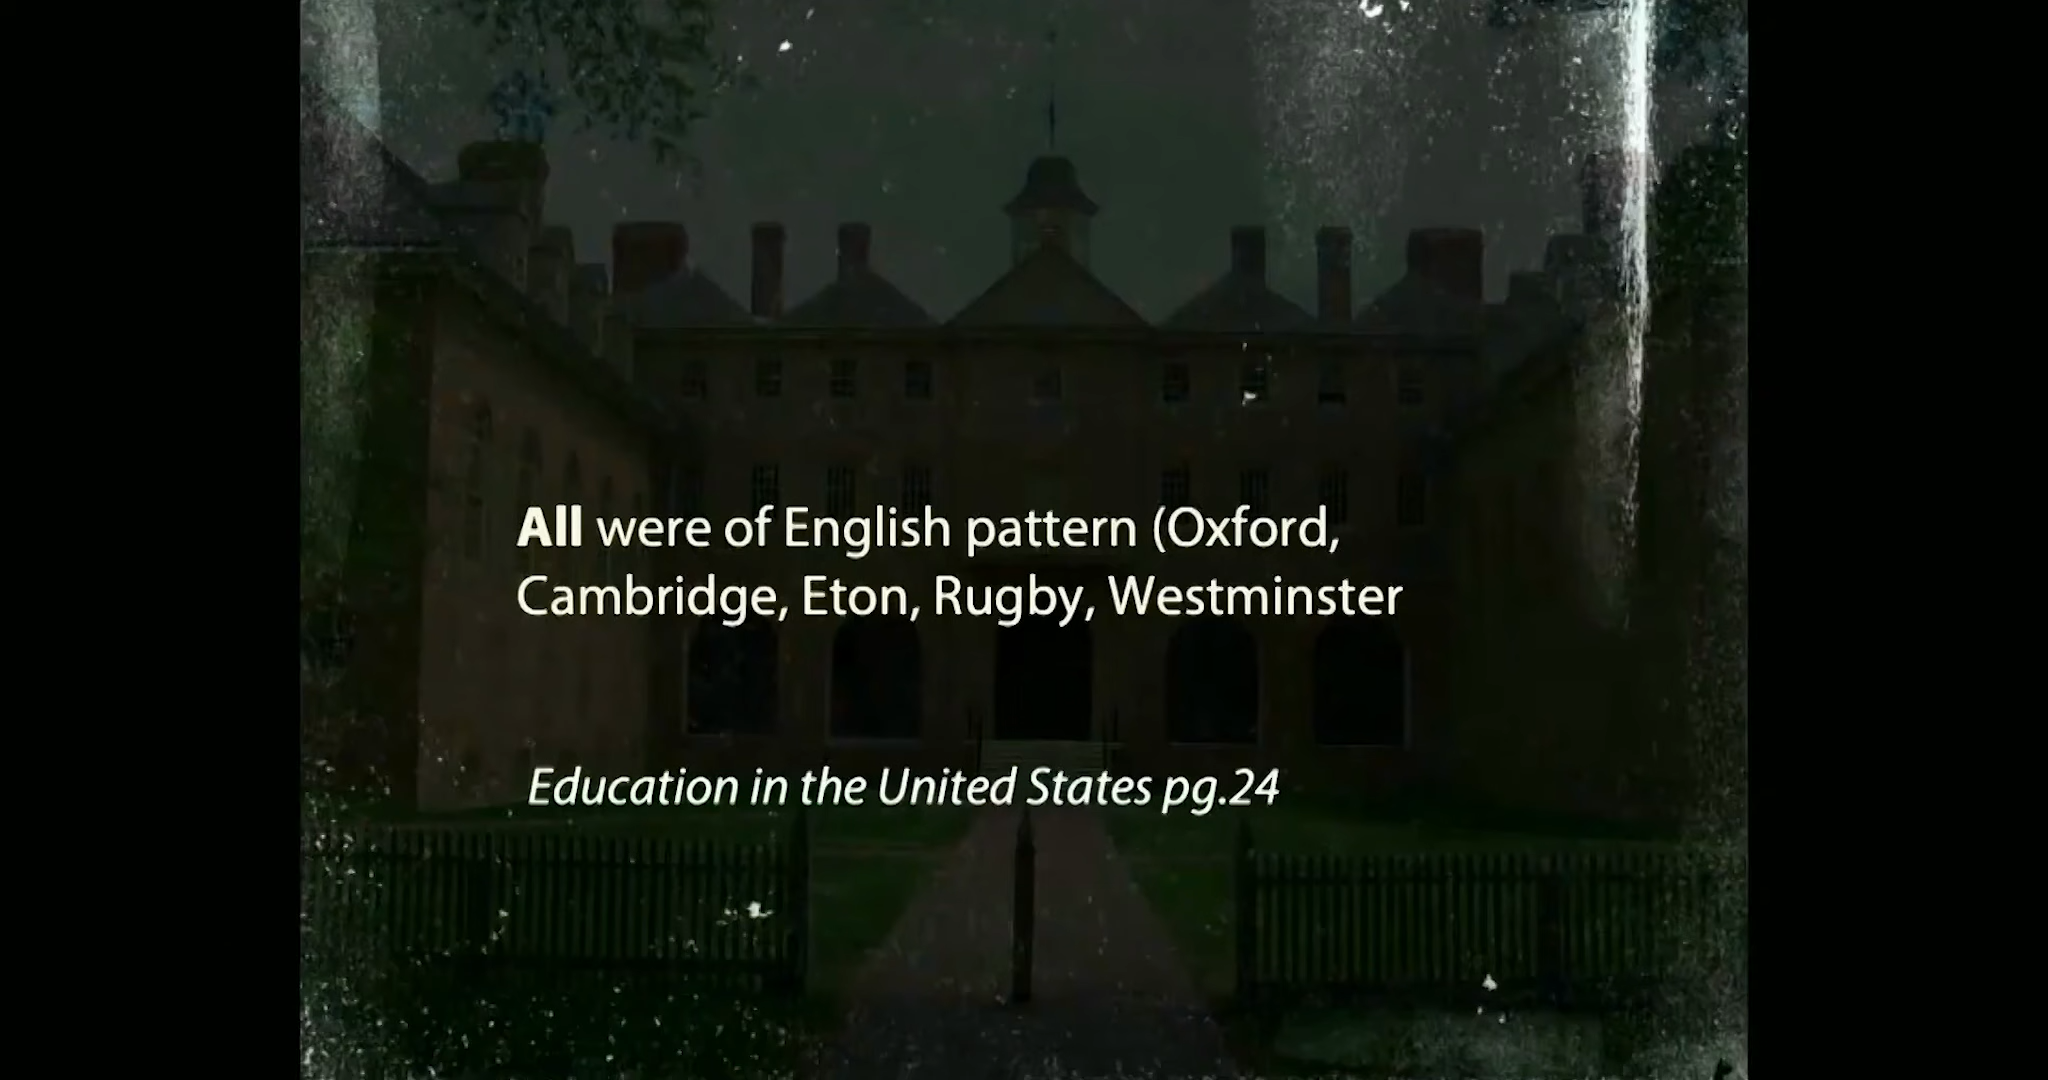 All were of English pattern (Oxford,
Cambridge, Eton, Rugby, Westminster
Education in the United States pg.24